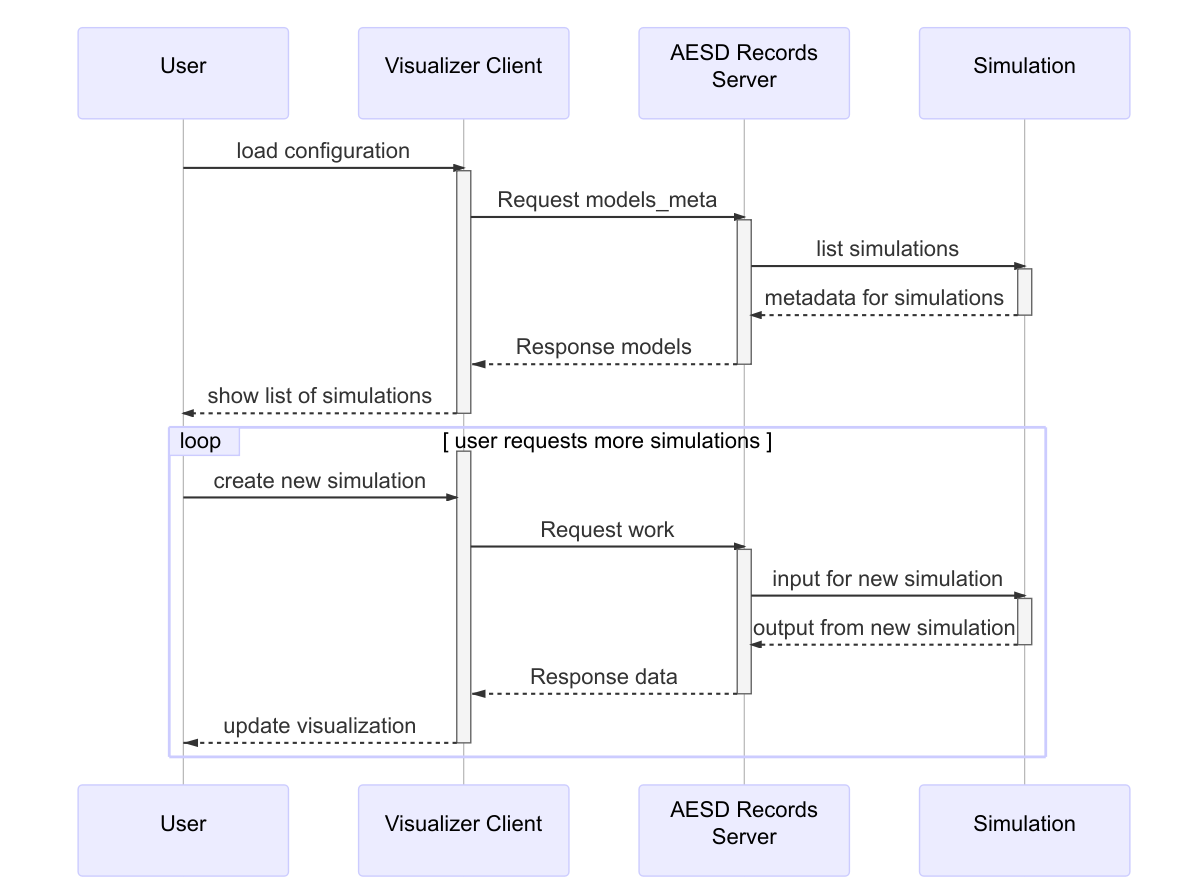 User
Visualizer Client
AESD Records
Server
Simulation
load configuration
Request models_meta
list simulations
metadata for simulations
Response models
show list of simulations
loop
[ user requests more simulations ]
create new simulation
Request work
input for new simulation
output from new simulation
Response data
update visualization
User
Visualizer Client
AESD Records
Server
Simulation